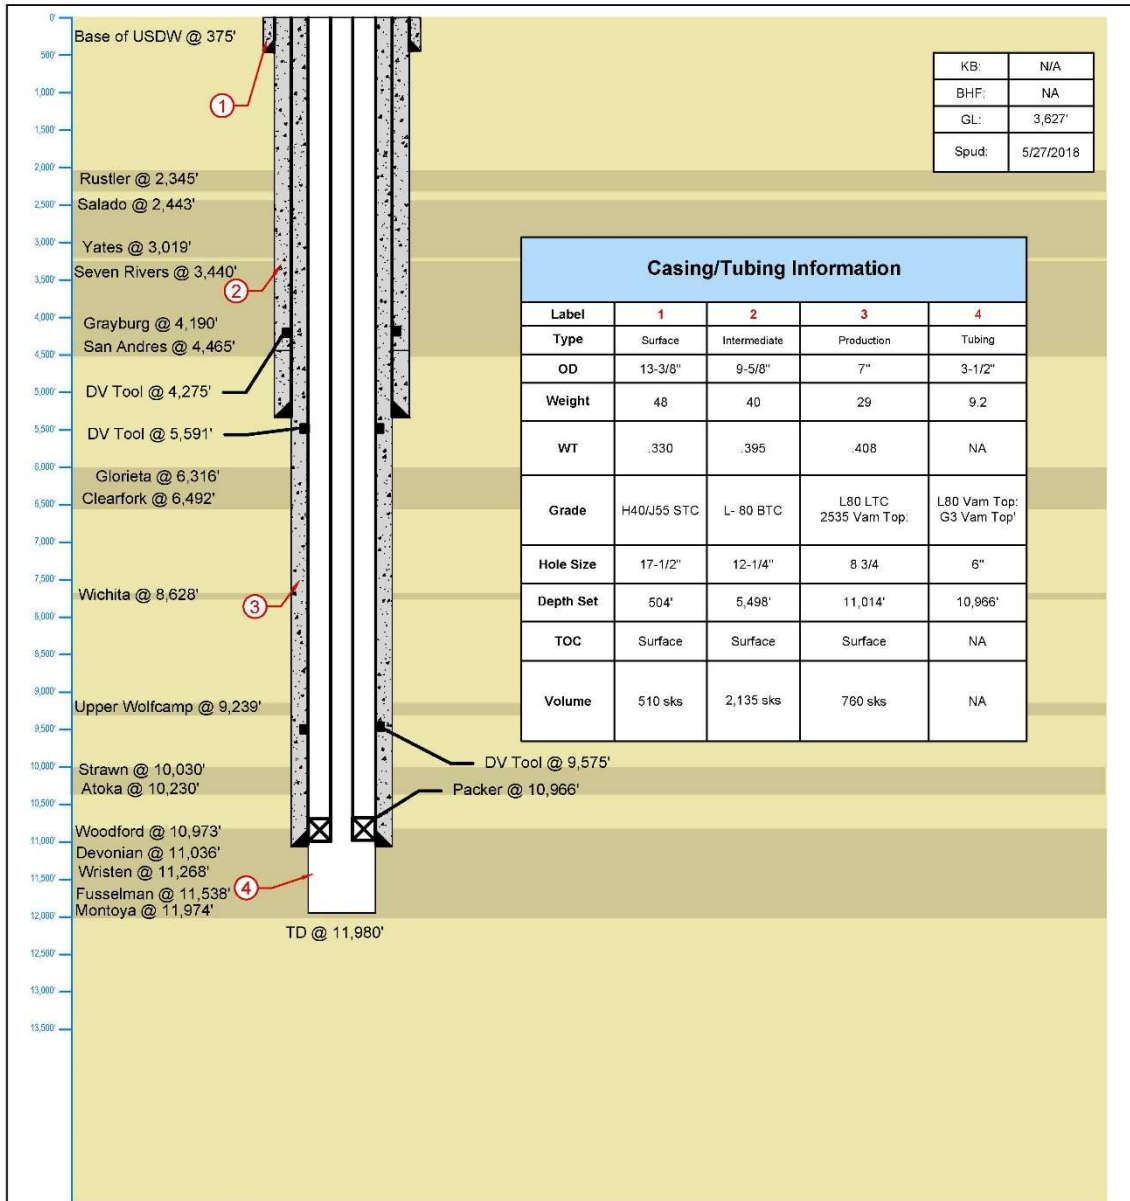 0'
500'
1,000'
1,500'
2,000'
2,500'
3,000'
3,500'
4,000'
4,500'
5,000'
5,500'
6,000'
6,500'
7,000'
7,500'
8,000'
8,500'
9,000'
9,500'
10,000'
10,500'
11,000'
11,500'
12,000'
12,500'
13,000'
13,500'
Base of USDW @ 375'
1
Rustler @ 2,345'
Salado @ 2,443'
Yates @ 3,019'
Seven Rivers @ 3,440'
2
Grayburg @ 4,190'
San Andres @ 4,465'
DV Tool @ 4,275'
DV Tool @ 5,591'
Glorieta @ 6,316'
Clearfork @ 6,492'
Wichita @ 8,628'
3
Upper Wolfcamp @ 9,239'
DV Tool @ 9,575'
Strawn @ 10,030'
Atoka @ 10,230'
Packer @ 10,966'
Woodford @ 10,973'
Devonian @ 11,036'
Wristen @ 11,268'
4
Fusselman @ 11,538'
Montoya @ 11,974'
TD @ 11,980'
KB: N/A
BHF: NA
GL: 3,627'
Spud: 5/27/2018
Casing/Tubing Information
Label 1 2 3 4
Type Surface Intermediate Production Tubing
OD 13-3/8" 9-5/8" 7" 3-1/2"
Weight 48 40 29 9.2
WT .330 .395 .408 NA
Grade H40/J55 STC L- 80 BTC L80 LTC 2535 Vam Top: L80 Vam Top: G3 Vam Top'
Hole Size 17-1/2" 12-1/4" 8 3/4 6"
Depth Set 504' 5,498' 11,014' 10,966'
TOC Surface Surface Surface NA
Volume 510 sks 2,135 sks 760 sks NA